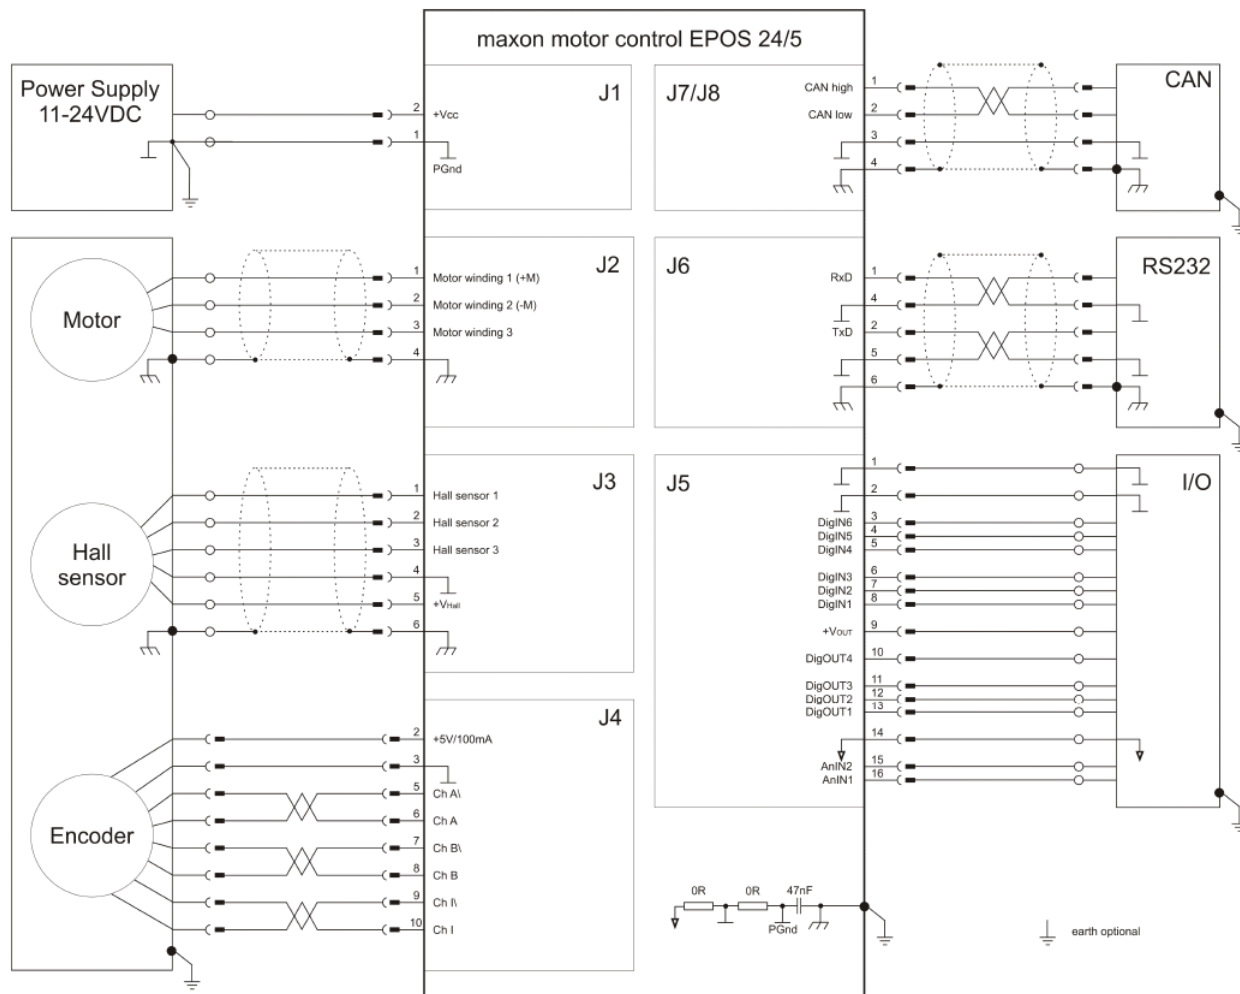 maxon motor control EPOS 24/5
Power Supply
11-24VDC
J1
2
+Vcc
1
PGnd
Motor
J2
1
Motor winding 1 (+M)
2
Motor winding 2 (-M)
3
Motor winding 3
4
Hall
sensor
J3
1
Hall sensor 1
2
Hall sensor 2
3
Hall sensor 3
4
5
+VHall
6
Encoder
J4
2
+5V/100mA
3
5
Ch A\
6
Ch A
7
Ch B\
8
Ch B
9
Ch I\
10
Ch I
J7/J8
CAN high
1
CAN low
2
3
4
CAN
J6
RxD
1
4
TxD
2
5
6
RS232
J5
1
2
DigIN6
3
DigIN5
4
DigIN4
5
DigIN3
6
DigIN2
7
DigIN1
8
+VOUT
9
DigOUT4
10
DigOUT3
11
DigOUT2
12
DigOUT1
13
14
AnIN2
15
AnIN1
16
I/O
0R
0R
47nF
PGnd
earth optional